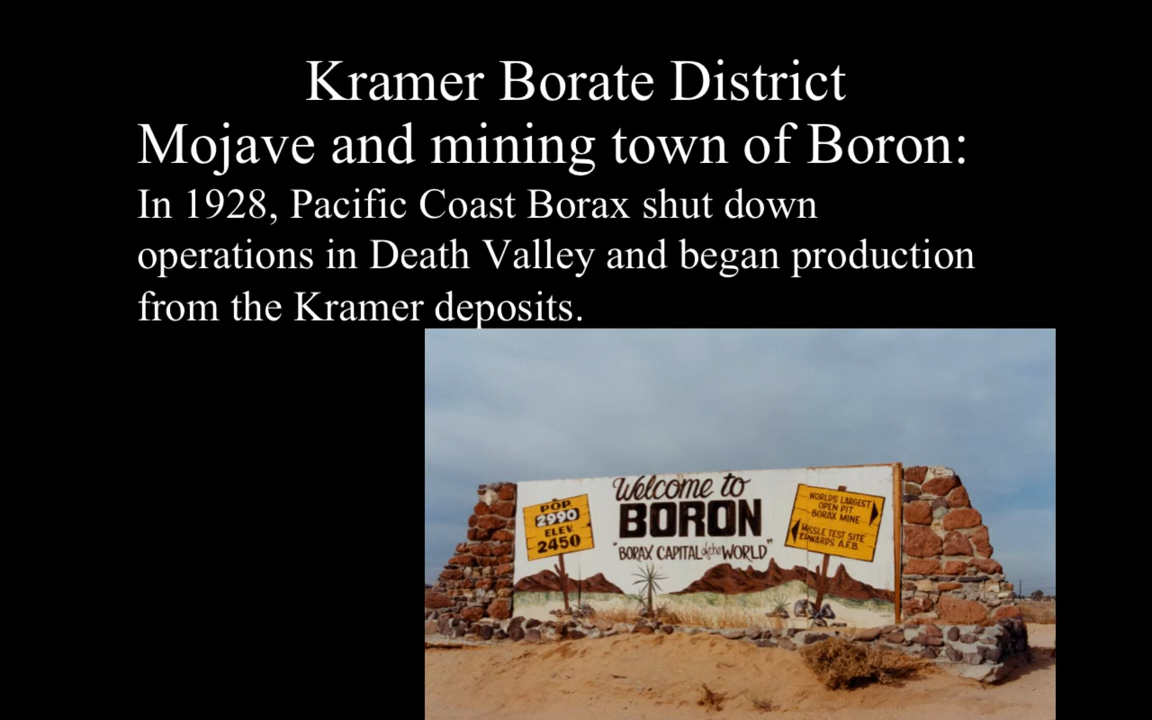 Kramer Borate District
Mojave and mining town of Boron:
In 1928, Pacific Coast Borax shut down
operations in Death Valley and began production
from the Kramer deposits.
Welcome to
BORON
"BORAX CAPITAL of the WORLD"
POP
2990
ELEV
2450
WORLDS LARGEST
OPEN PIT
BORAX MINE
MISSLE TEST SITE
EDWARDS A.F.B.